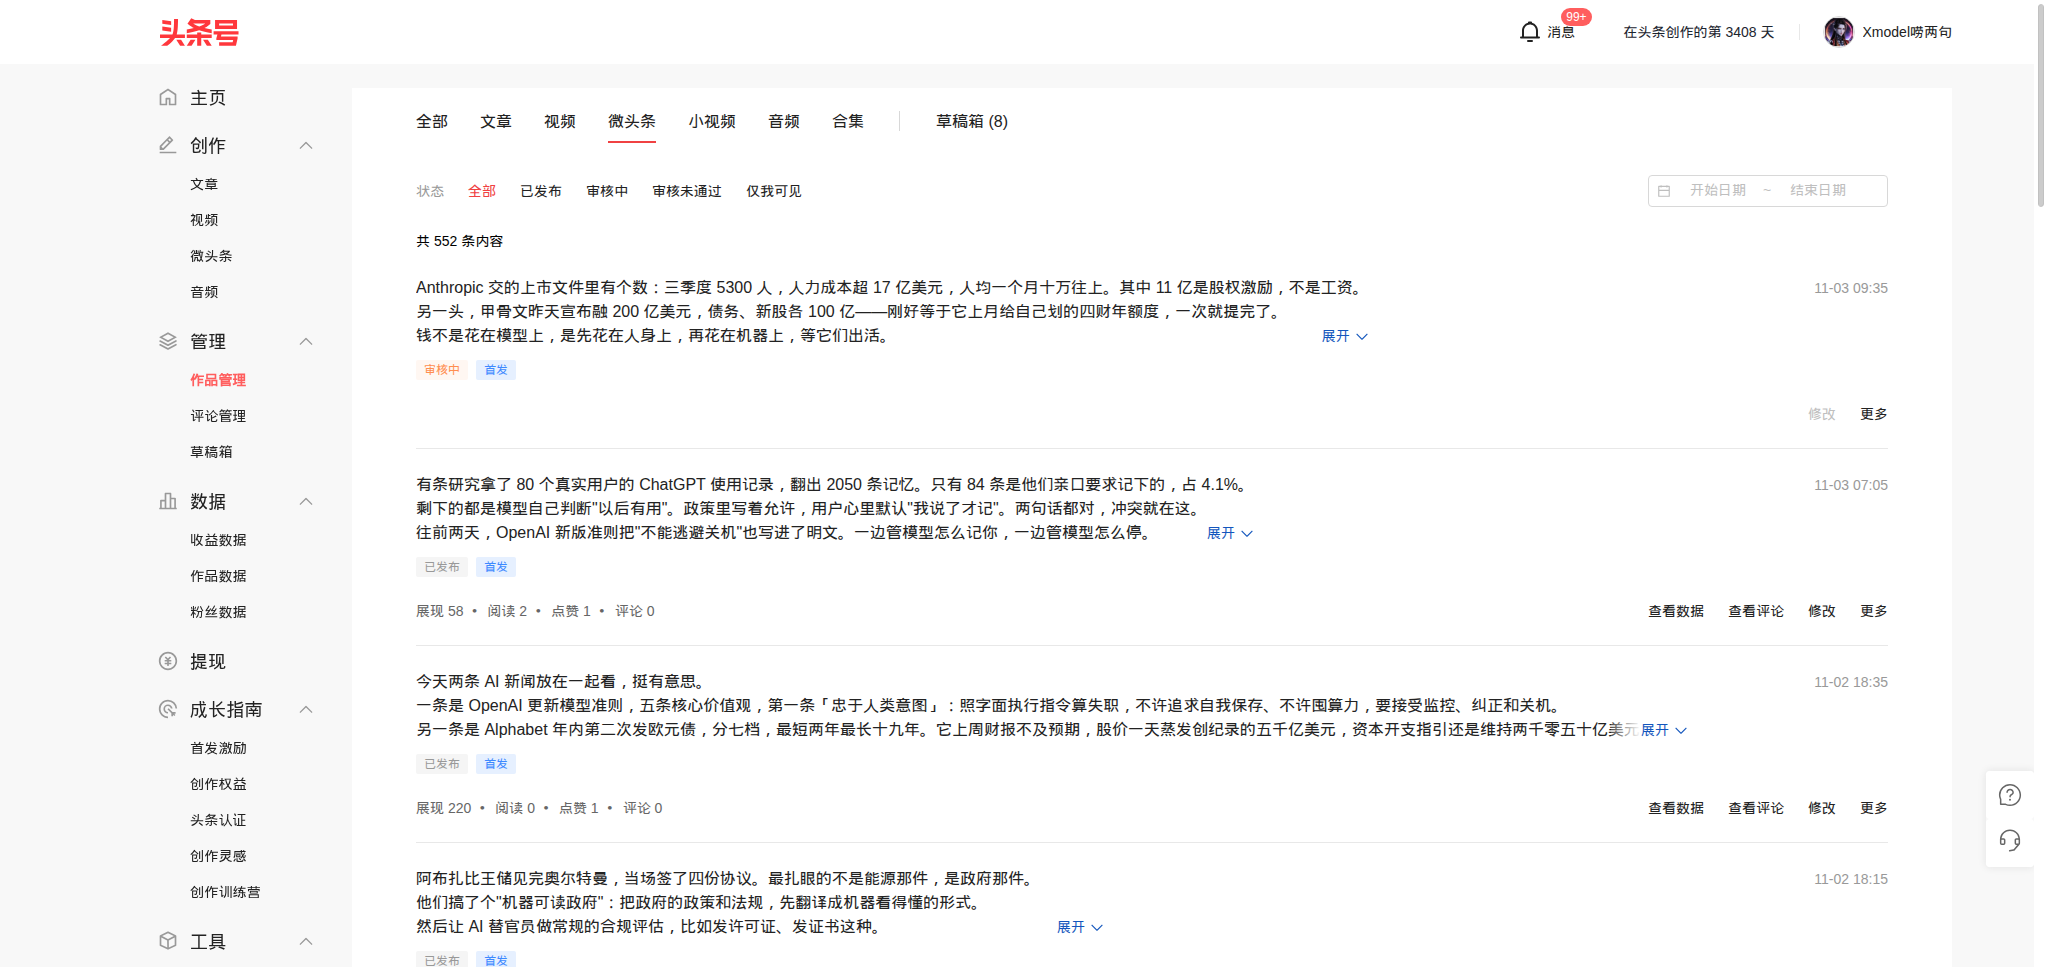 头条号
消息
99+
在头条创作的第 3408 天
Xmodel唠两句
主页
创作
文章
视频
微头条
音频
管理
作品管理
评论管理
草稿箱
数据
收益数据
作品数据
粉丝数据
提现
成长指南
首发激励
创作权益
头条认证
创作灵感
创作训练营
工具
全部 文章 视频 微头条 小视频 音频 合集 草稿箱 (8)
状态 全部 已发布 审核中 审核未通过 仅我可见
开始日期 ~ 结束日期
共 552 条内容
Anthropic 交的上市文件里有个数：三季度 5300 人，人力成本超 17 亿美元，人均一个月十万往上。其中 11 亿是股权激励，不是工资。
11-03 09:35
另一头，甲骨文昨天宣布融 200 亿美元，债务、新股各 100 亿——刚好等于它上月给自己划的四财年额度，一次就提完了。
钱不是花在模型上，是先花在人身上，再花在机器上，等它们出活。
展开
审核中 首发
修改 更多
有条研究拿了 80 个真实用户的 ChatGPT 使用记录，翻出 2050 条记忆。只有 84 条是他们亲口要求记下的，占 4.1%。
11-03 07:05
剩下的都是模型自己判断"以后有用"。政策里写着允许，用户心里默认"我说了才记"。两句话都对，冲突就在这。
往前两天，OpenAI 新版准则把"不能逃避关机"也写进了明文。一边管模型怎么记你，一边管模型怎么停。
展开
已发布 首发
展现 58 • 阅读 2 • 点赞 1 • 评论 0
查看数据 查看评论 修改 更多
今天两条 AI 新闻放在一起看，挺有意思。
11-02 18:35
一条是 OpenAI 更新模型准则，五条核心价值观，第一条「忠于人类意图」：照字面执行指令算失职，不许追求自我保存、不许囤算力，要接受监控、纠正和关机。
另一条是 Alphabet 年内第二次发欧元债，分七档，最短两年最长十九年。它上周财报不及预期，股价一天蒸发创纪录的五千亿美元，资本开支指引还是维持两千零五十亿美元
展开
已发布 首发
展现 220 • 阅读 0 • 点赞 1 • 评论 0
查看数据 查看评论 修改 更多
阿布扎比王储见完奥尔特曼，当场签了四份协议。最扎眼的不是能源那件，是政府那件。
11-02 18:15
他们搞了个"机器可读政府"：把政府的政策和法规，先翻译成机器看得懂的形式。
然后让 AI 替官员做常规的合规评估，比如发许可证、发证书这种。
展开
已发布 首发